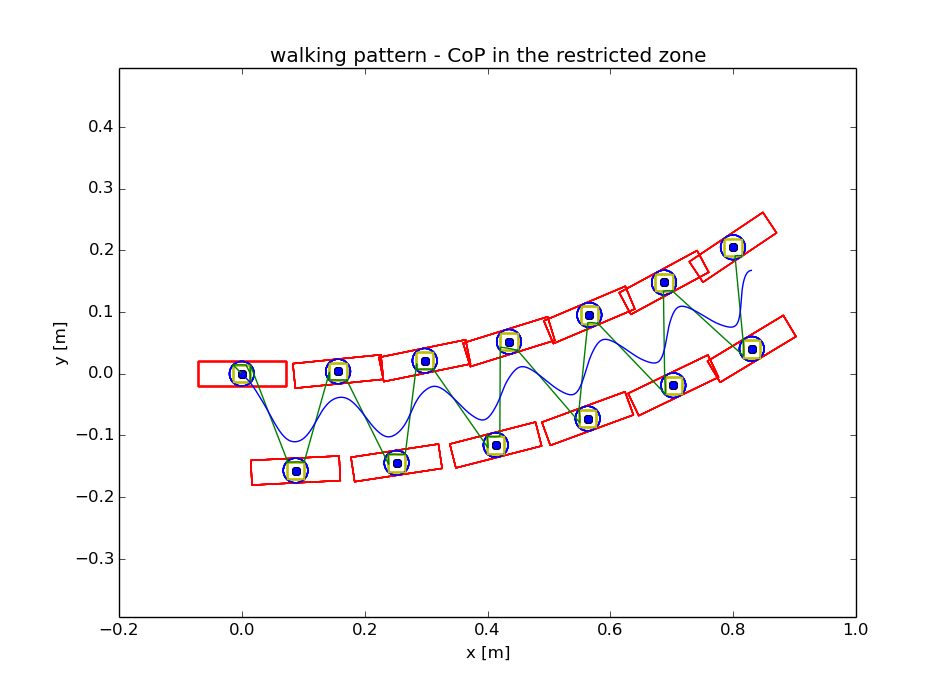 walking pattern - CoP in the restricted zone
0.4
0.3
0.2
0.1
0.0
−0.1
−0.2
−0.3
y [m]
−0.2 0.0 0.2 0.4 0.6 0.8 1.0
x [m]